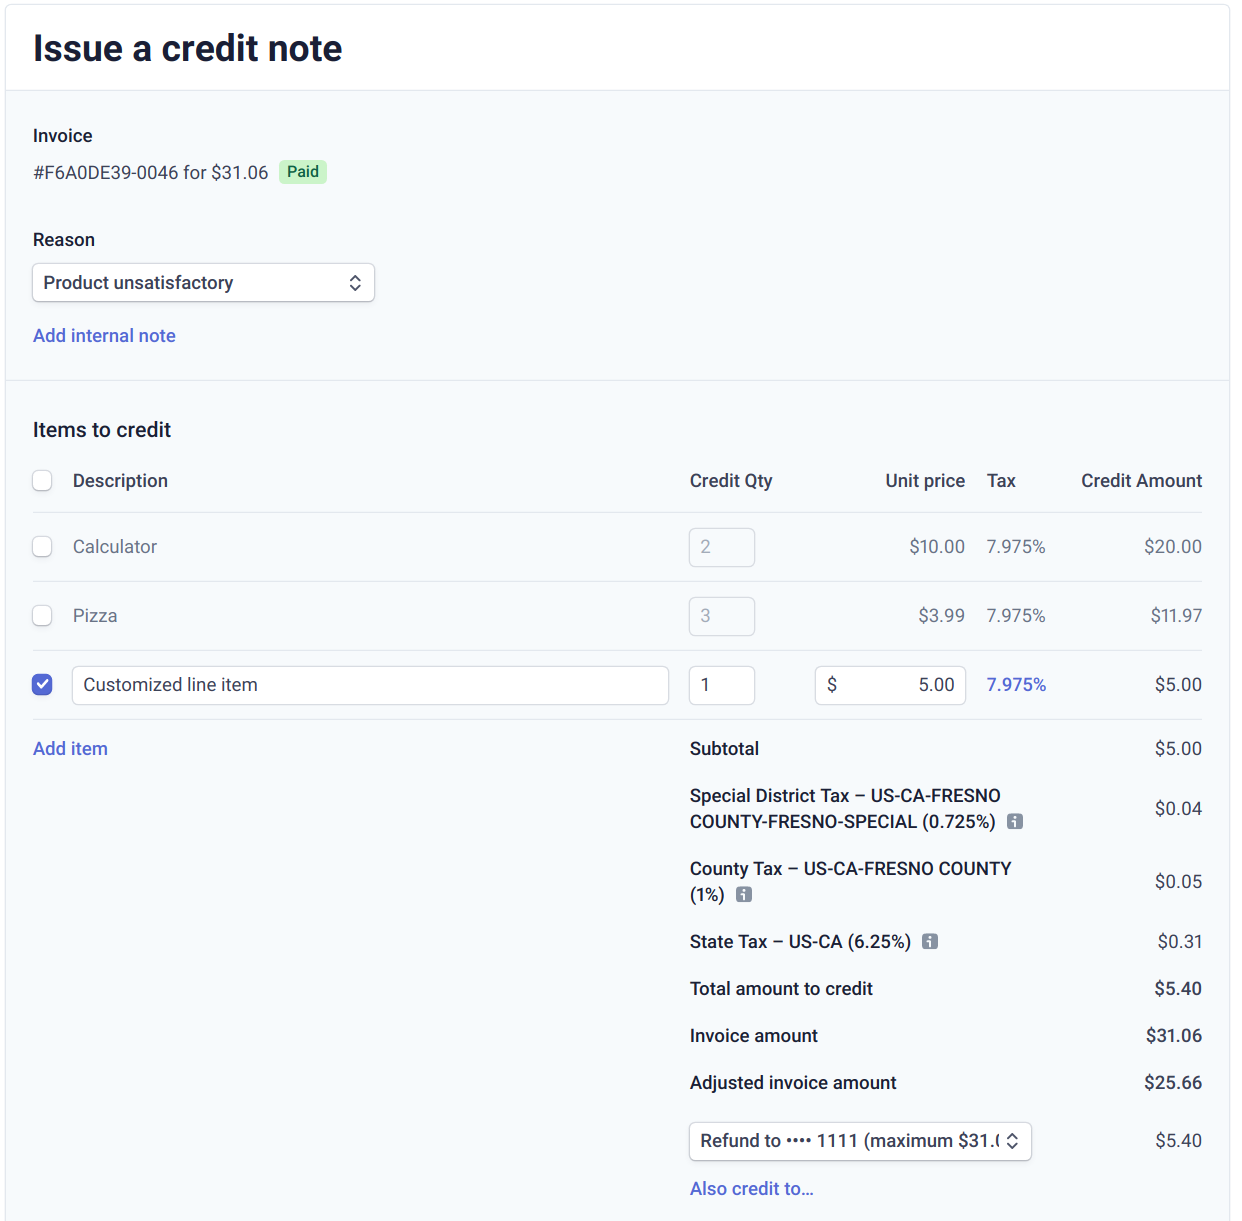 Issue a credit note
Invoice
#F6A0DE39-0046 for $31.06 Paid
Reason
Product unsatisfactory
Add internal note
Items to credit
Description Credit Qty Unit price Tax Credit Amount
Calculator 2 $10.00 7.975% $20.00
Pizza 3 $3.99 7.975% $11.97
Customized line item 1 $ 5.00 7.975% $5.00
Add item Subtotal $5.00
Special District Tax – US-CA-FRESNO
COUNTY-FRESNO-SPECIAL (0.725%) $0.04
County Tax – US-CA-FRESNO COUNTY
(1%) $0.05
State Tax – US-CA (6.25%) $0.31
Total amount to credit $5.40
Invoice amount $31.06
Adjusted invoice amount $25.66
Refund to •••• 1111 (maximum $31.0 $5.40
Also credit to...